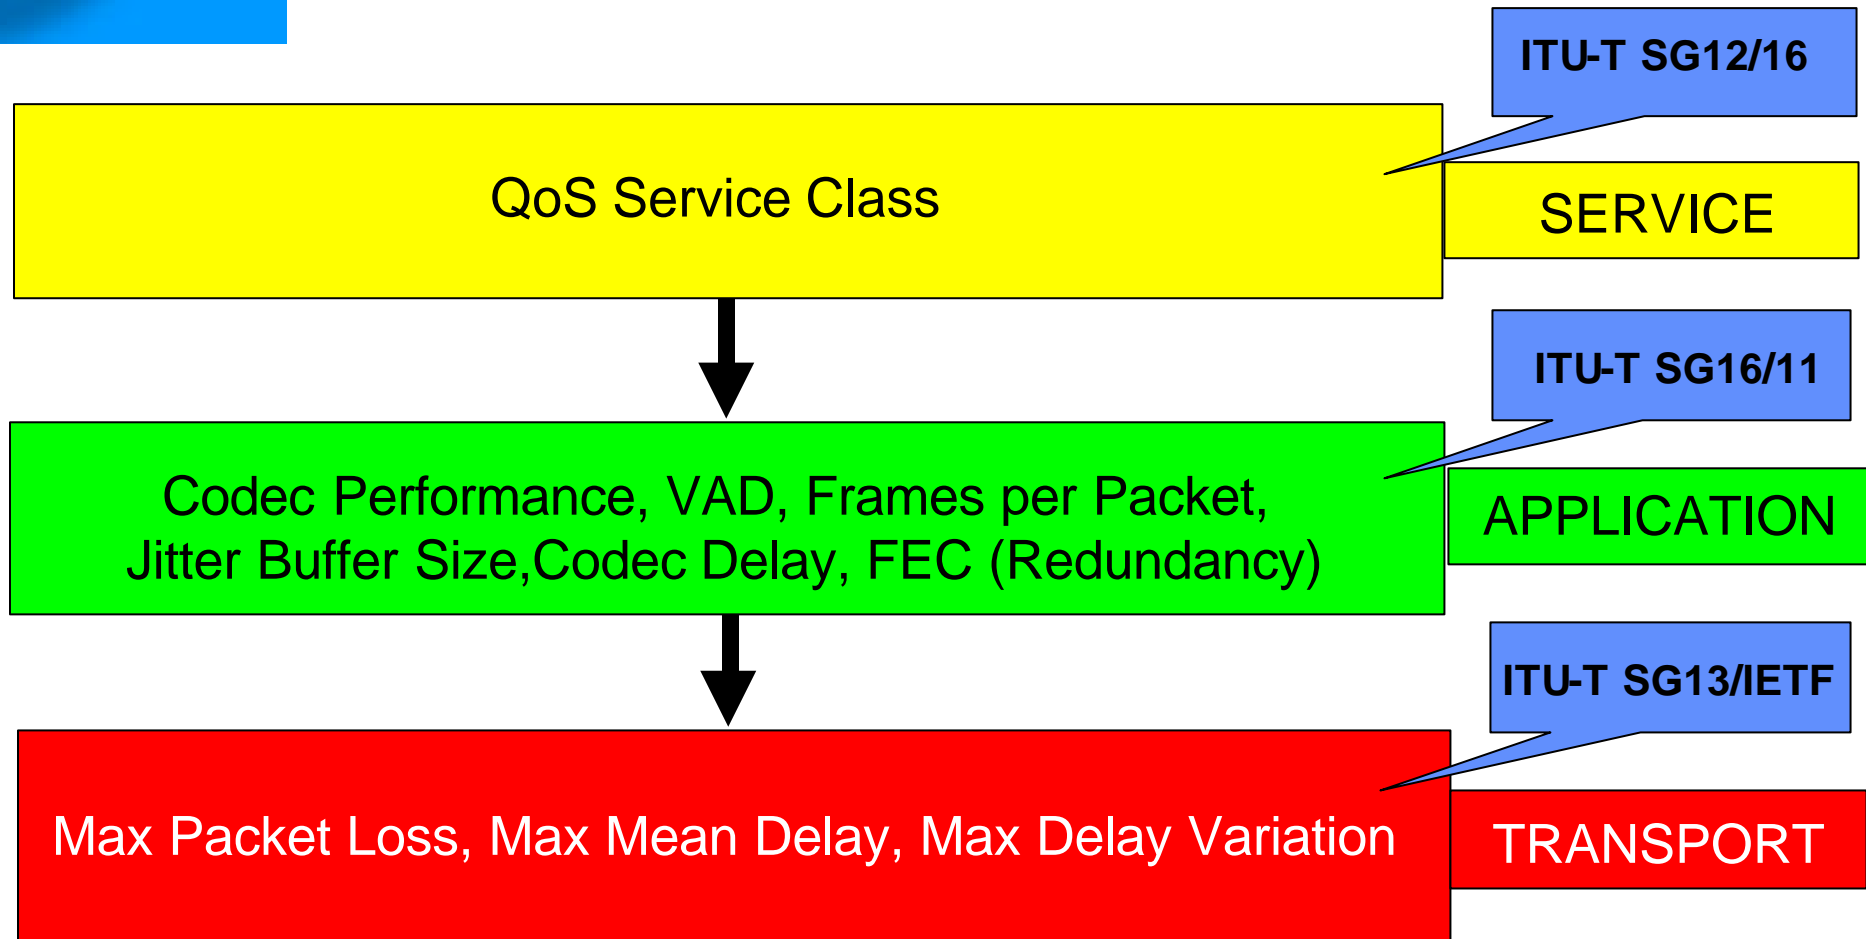 ITU-T SG12/16
QoS Service Class
SERVICE
ITU-T SG16/11
Codec Performance, VAD, Frames per Packet,
Jitter Buffer Size,Codec Delay, FEC (Redundancy)
APPLICATION
ITU-T SG13/IETF
Max Packet Loss, Max Mean Delay, Max Delay Variation
TRANSPORT